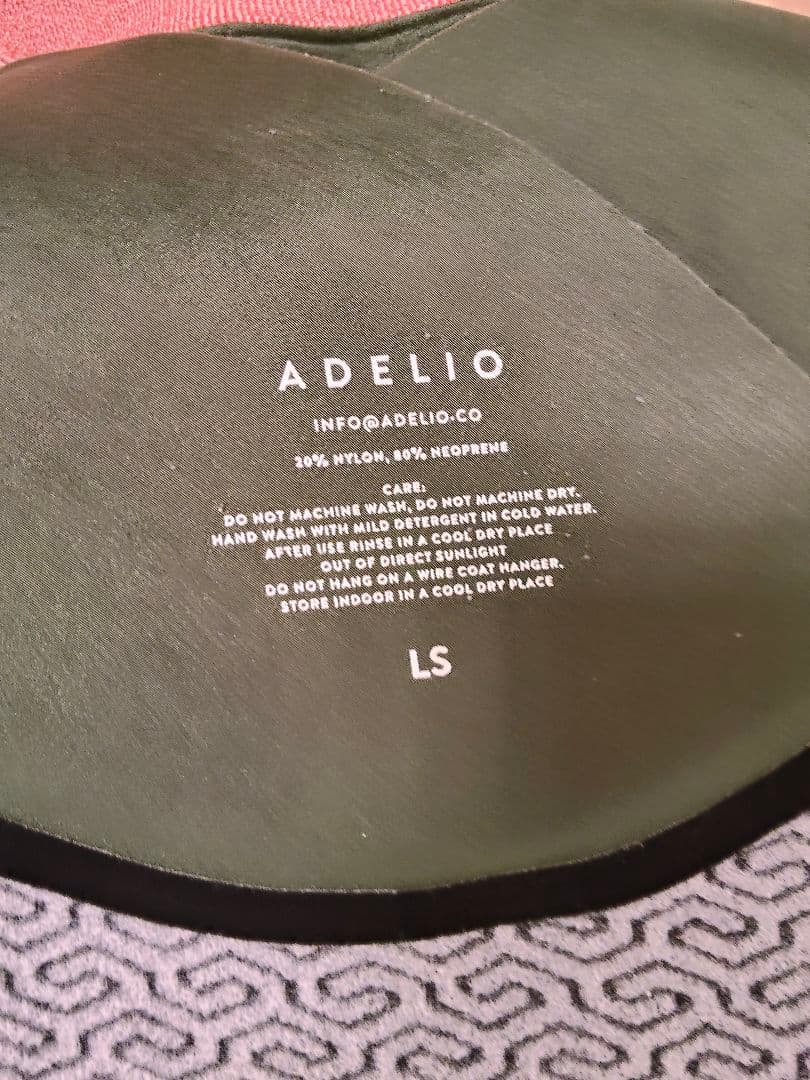 ADELIO
INFO@ADELIO.CO
20% NYLON, 80% NEOPRENE
CARE:
DO NOT MACHINE WASH, DO NOT MACHINE DRY.
HAND WASH WITH MILD DETERGENT IN COLD WATER.
AFTER USE RINSE IN A COOL DRY PLACE
OUT OF DIRECT SUNLIGHT
DO NOT HANG ON A WIRE COAT HANGER.
STORE INDOOR IN A COOL DRY PLACE
LS